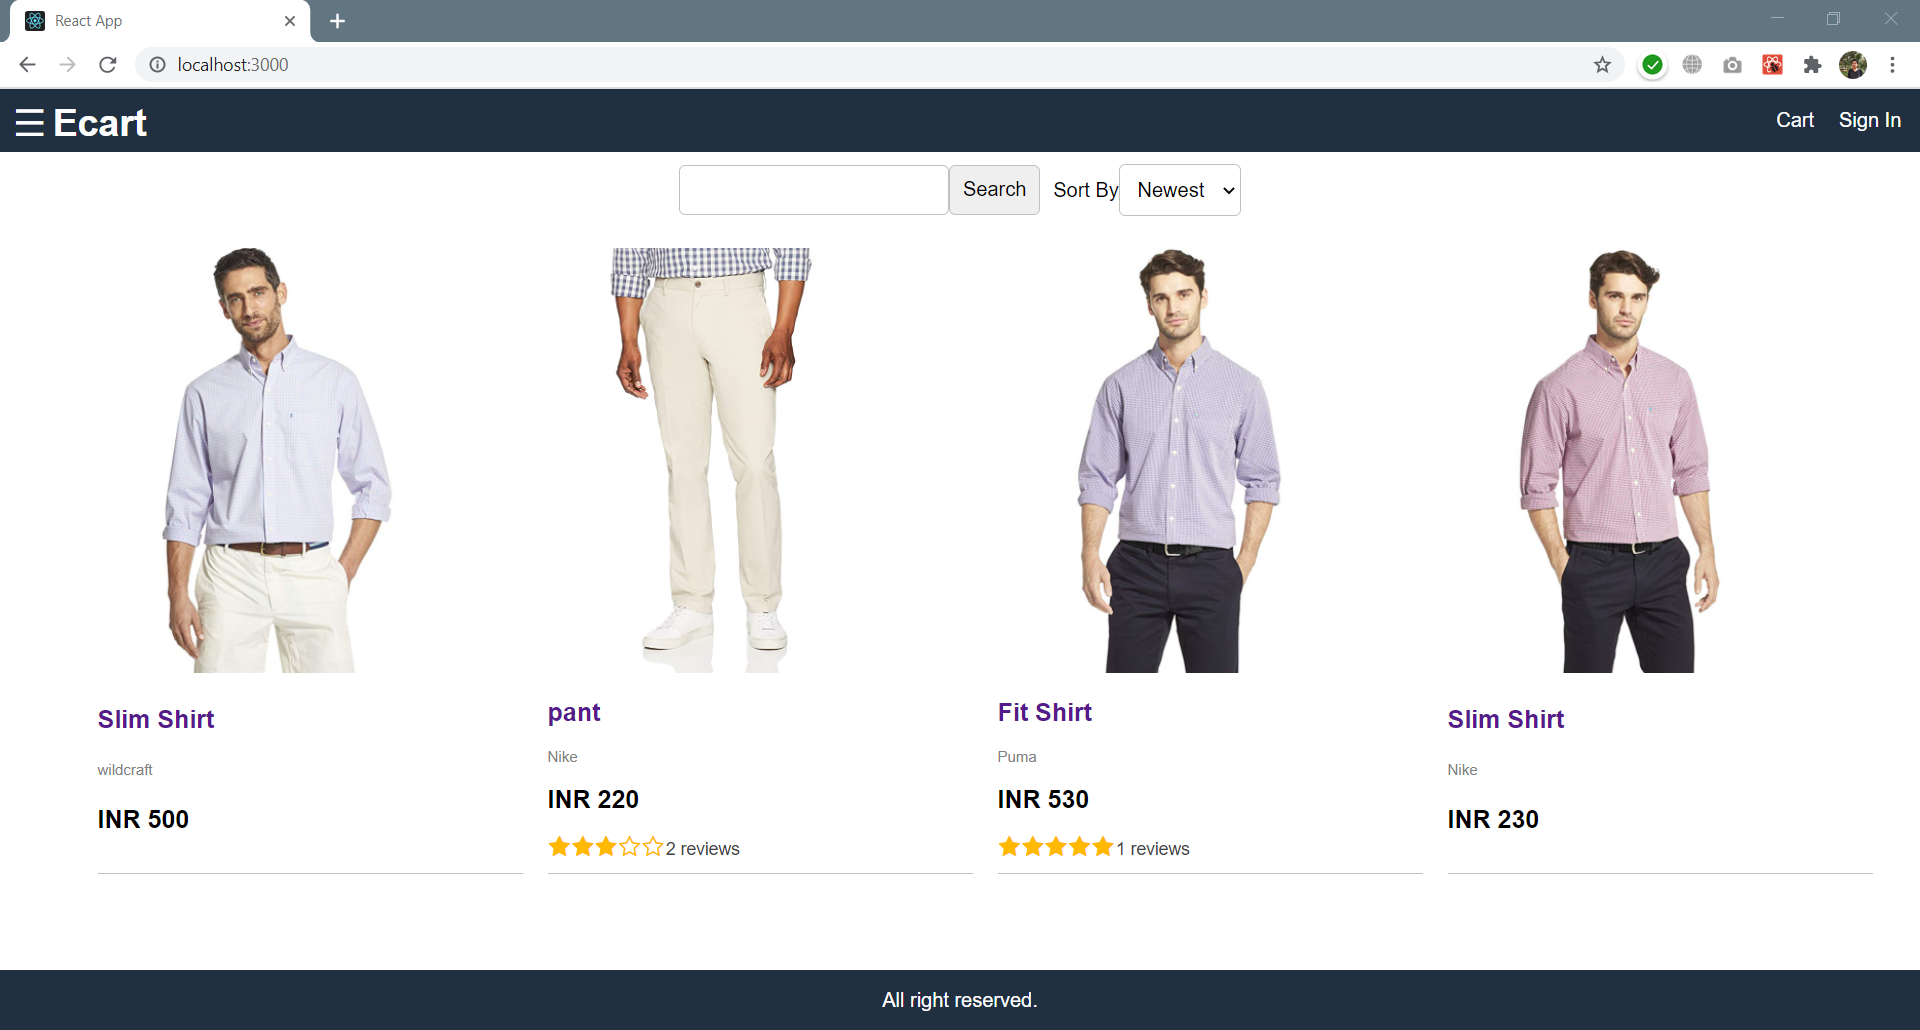 React App
localhost:3000
☰ Ecart
Cart Sign In
Search Sort By Newest
Slim Shirt
wildcraft
INR 500
pant
Nike
INR 220
2 reviews
Fit Shirt
Puma
INR 530
1 reviews
Slim Shirt
Nike
INR 230
All right reserved.